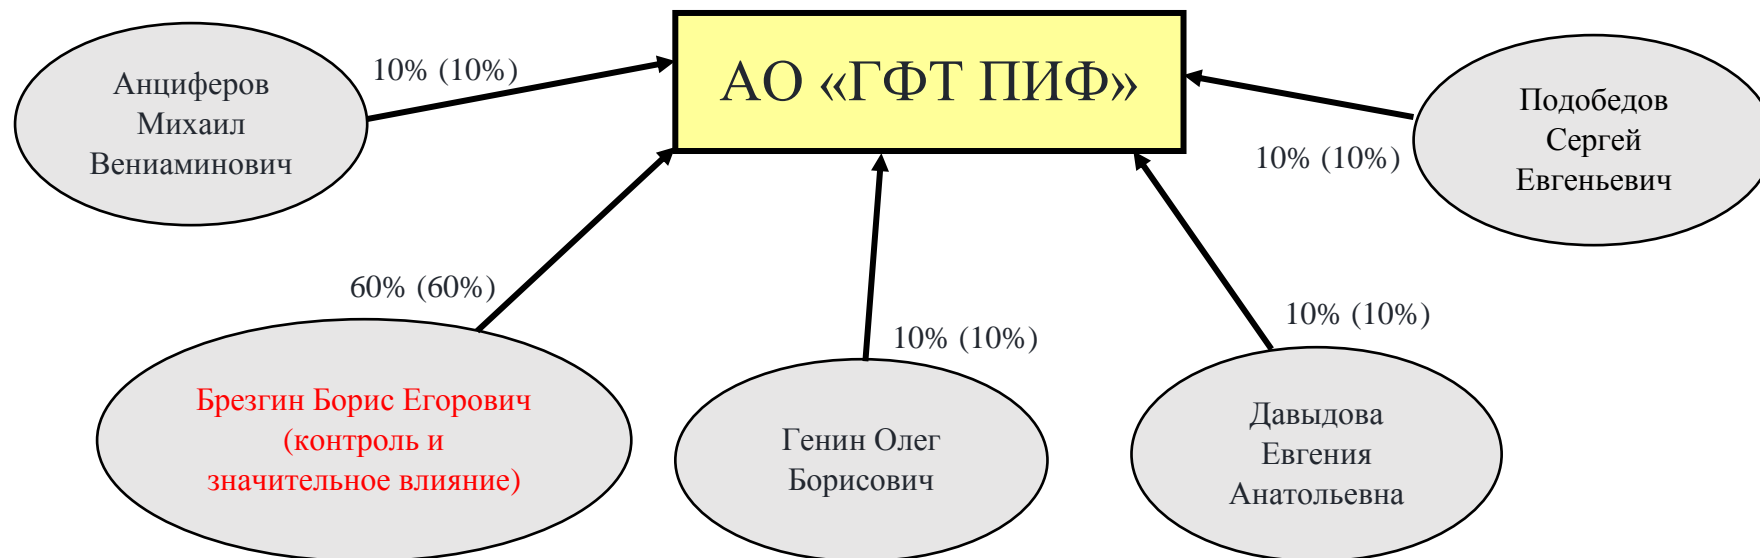 АО «ГФТ ПИФ»
Анциферов
Михаил
Вениаминович
10% (10%)
Подобедов
Сергей
Евгеньевич
10% (10%)
60% (60%)
Брезгин Борис Егорович
(контроль и
значительное влияние)
10% (10%)
Генин Олег
Борисович
10% (10%)
Давыдова
Евгения
Анатольевна